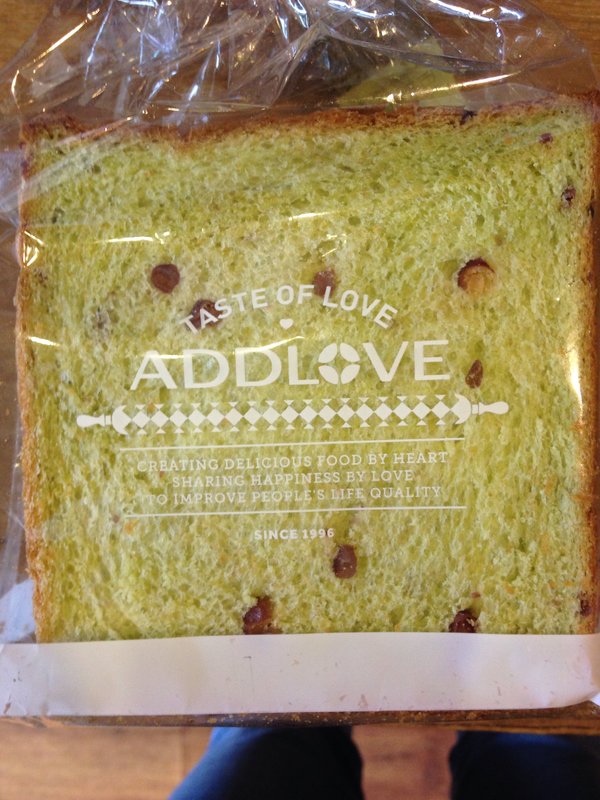 TASTE OF LOVE
ADDLOVE
CREATING DELICIOUS FOOD BY HEART
SHARING HAPPINESS BY LOVE
TO IMPROVE PEOPLE'S LIFE QUALITY
SINCE 1996